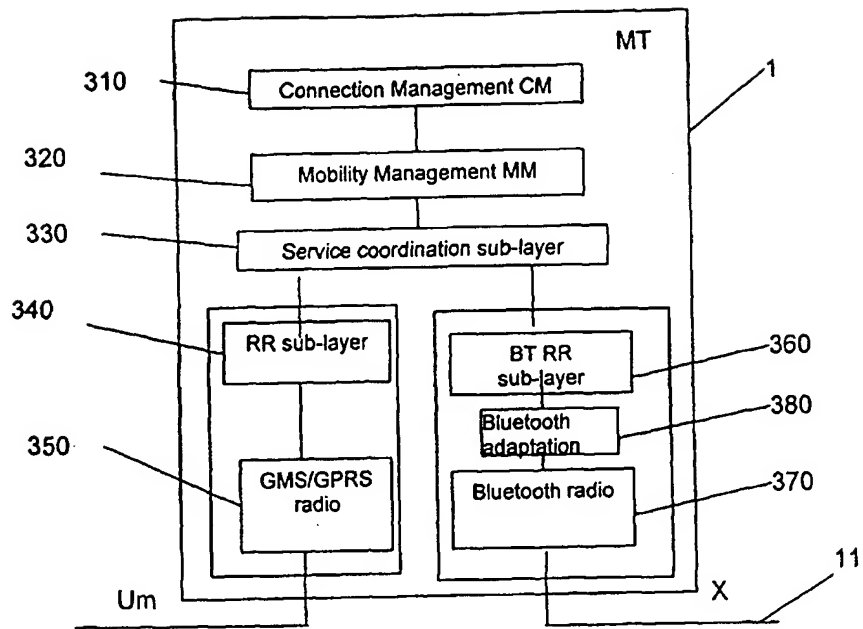 MT
1
310
Connection Management CM
320
Mobility Management MM
330
Service coordination sub-layer
340
RR sub-layer
BT RR
sub-layer
360
Bluetooth
adaptation
380
350
GMS/GPRS
radio
Bluetooth radio
370
Um
X
11